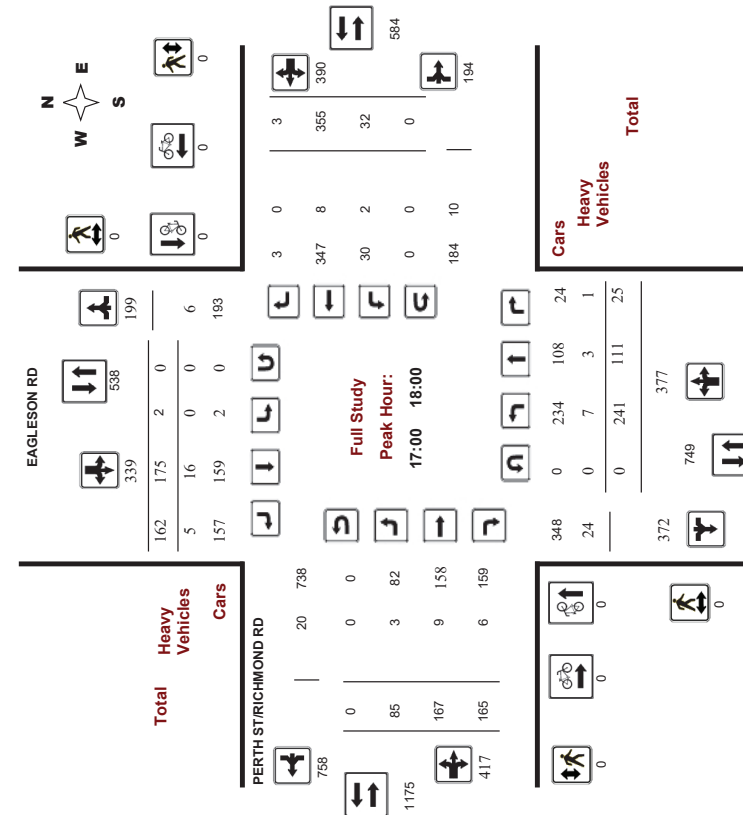 EAGLESON RD
N
W E
S
584
390
194
0
0
0
0
538
339
199
162 175 2 0
5 16 0 0 6
157 159 2 0 193
Total
Heavy
Vehicles
Cars
3 0 3
347 8 355
30 2 32
0 0 0
184 10
Full Study
Peak Hour:
17:00 18:00
PERTH ST/RICHMOND RD
20 738
0 0 0
85 3 82
167 9 158
165 6 159
758
1175
417
Cars
Heavy
Vehicles
Total
348 0 234 108 24
24 0 7 3 1
0 241 111 25
372
749
377
0
0
0
0